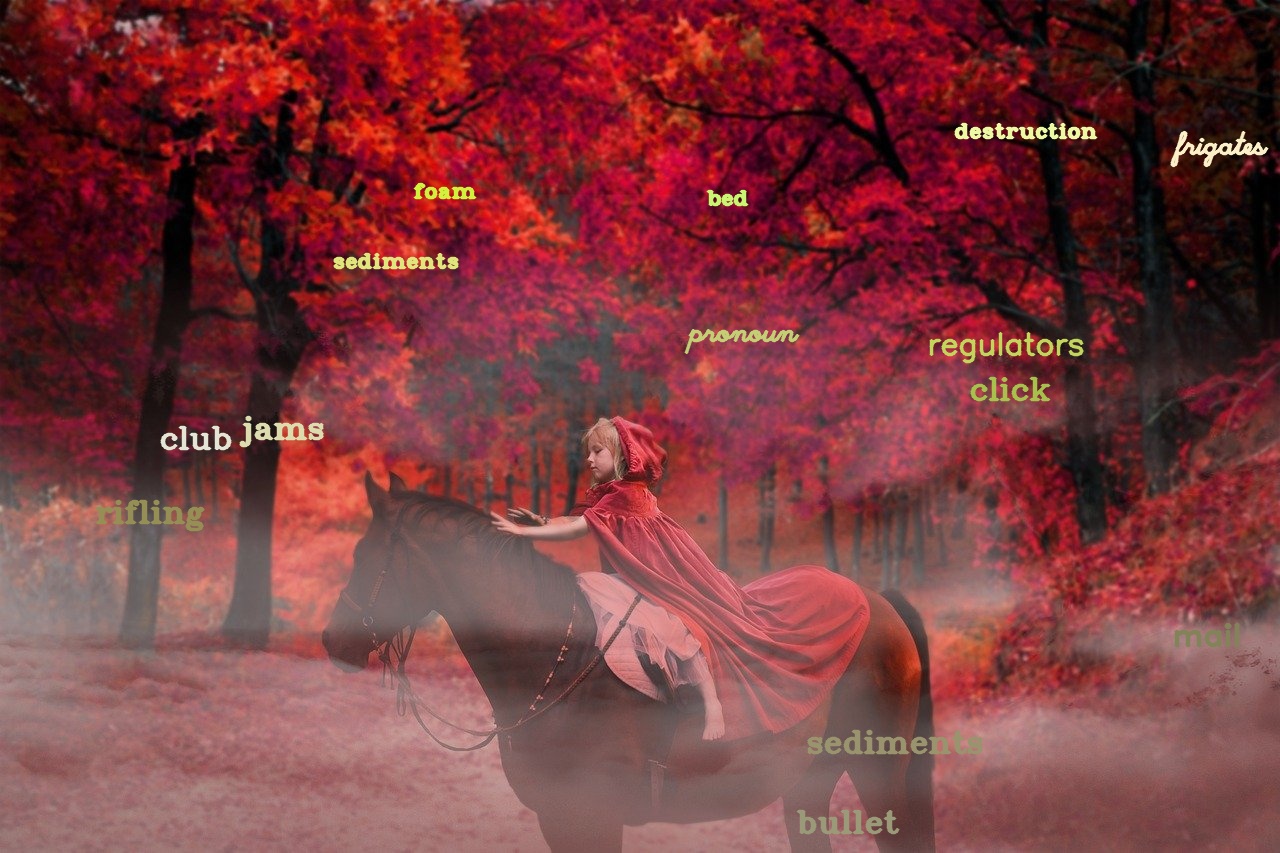 destruction
frigates
foam
bed
sediments
pronoun
regulators
click
club jams
rifling
mail
sediments
bullet